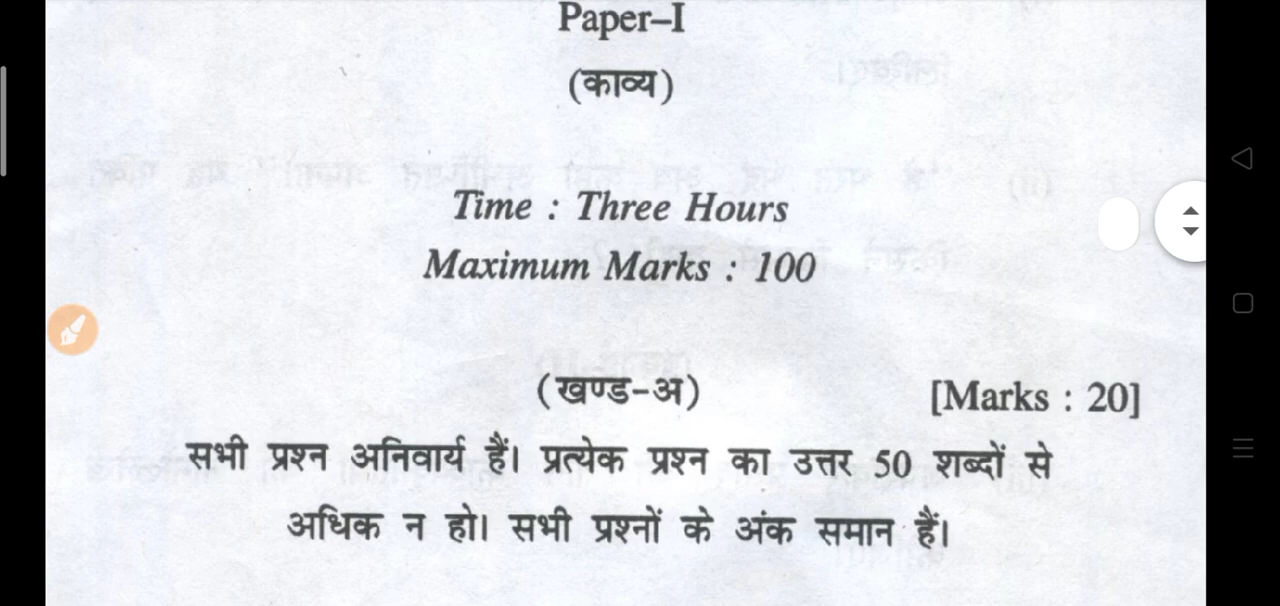 Paper–I
(काव्य)
Time : Three Hours
Maximum Marks : 100
(खण्ड-अ) [Marks : 20]
सभी प्रश्न अनिवार्य हैं। प्रत्येक प्रश्न का उत्तर 50 शब्दों से
अधिक न हो। सभी प्रश्नों के अंक समान हैं।